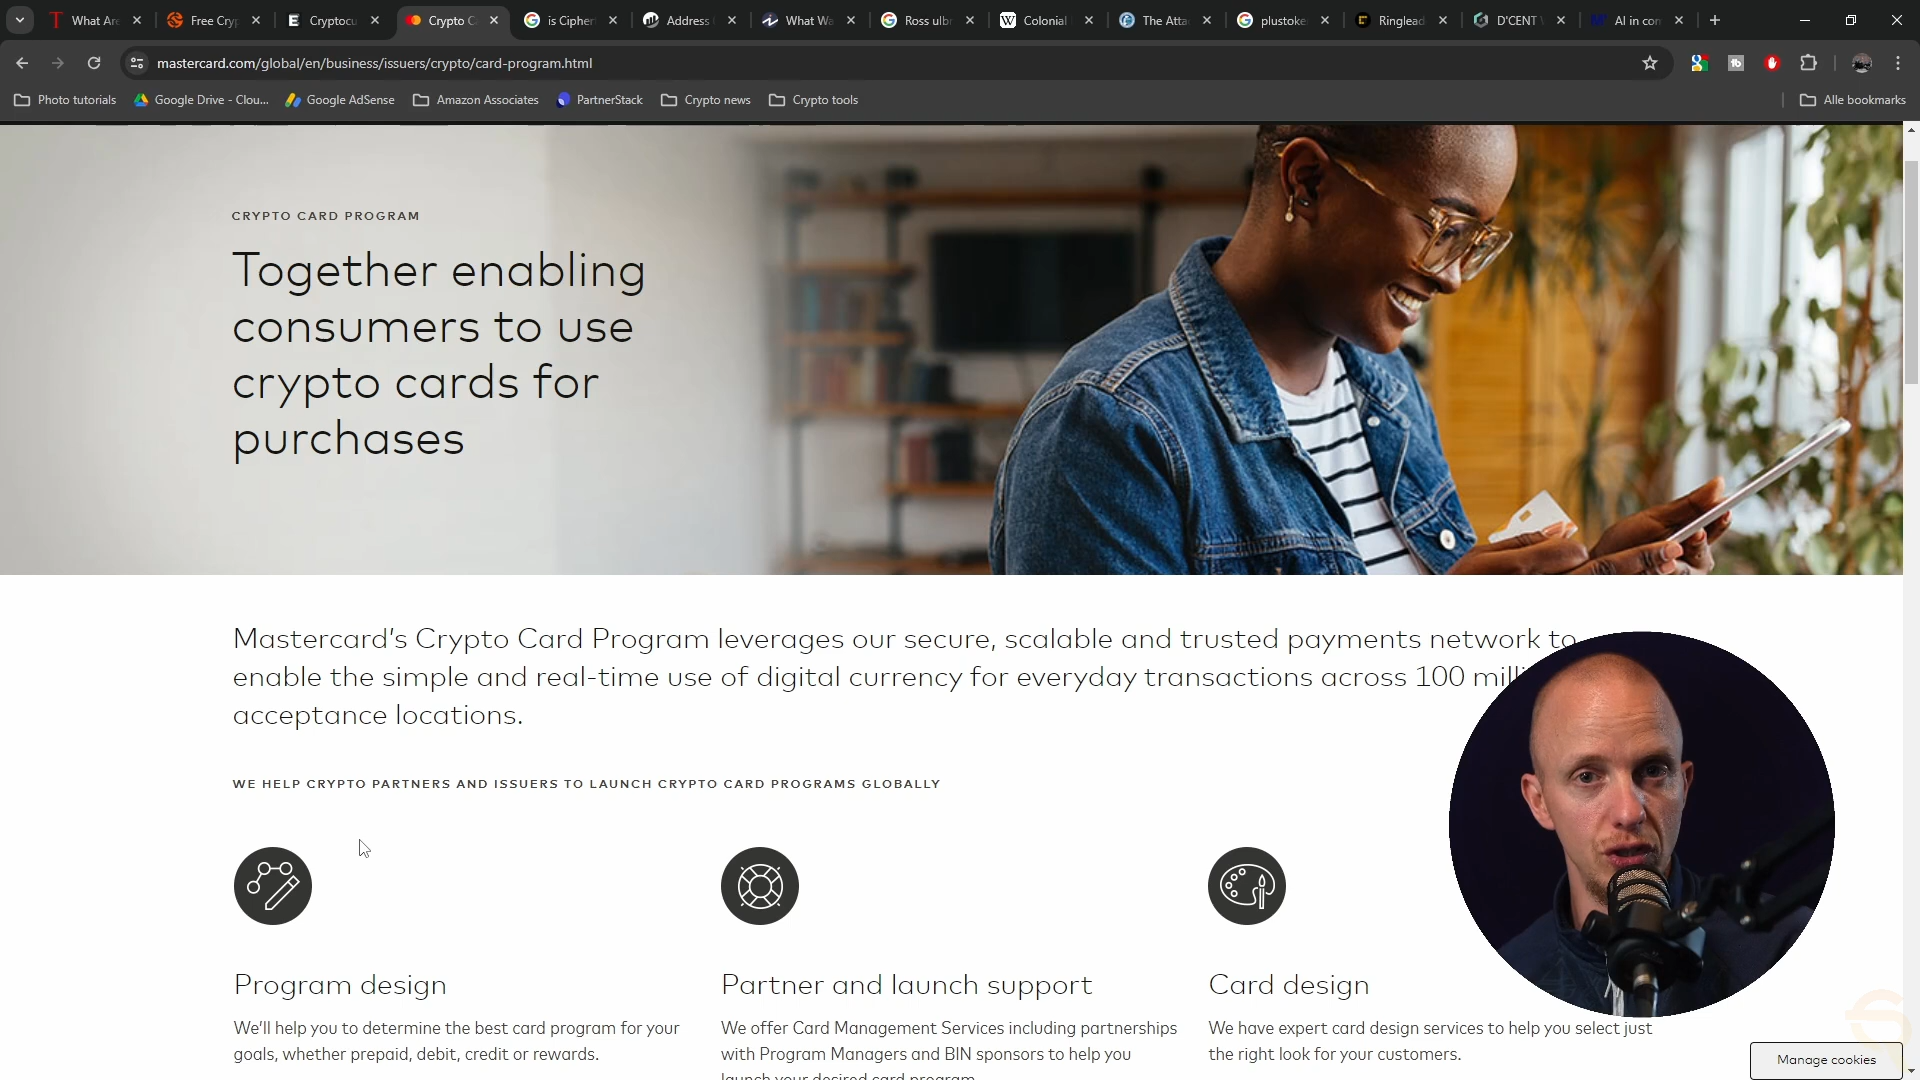 What Are
Free Cryp
Cryptocu
Crypto C
is Cipher
Address
What Wa
Ross ulb
Colonial
The Atta
plustoke
Ringlead
D'CENT
AI in con
mastercard.com/global/en/business/issuers/crypto/card-program.html
Photo tutorials
Google Drive - Clou...
Google AdSense
Amazon Associates
PartnerStack
Crypto news
Crypto tools
Alle bookmarks
CRYPTO CARD PROGRAM
Together enabling
consumers to use
crypto cards for
purchases
Mastercard's Crypto Card Program leverages our secure, scalable and trusted payments network to
enable the simple and real-time use of digital currency for everyday transactions across 100 milli
acceptance locations.
WE HELP CRYPTO PARTNERS AND ISSUERS TO LAUNCH CRYPTO CARD PROGRAMS GLOBALLY
Program design
We'll help you to determine the best card program for your
goals, whether prepaid, debit, credit or rewards.
Partner and launch support
We offer Card Management Services including partnerships
with Program Managers and BIN sponsors to help you
launch your desired card program
Card design
We have expert card design services to help you select just
the right look for your customers.
Manage cookies